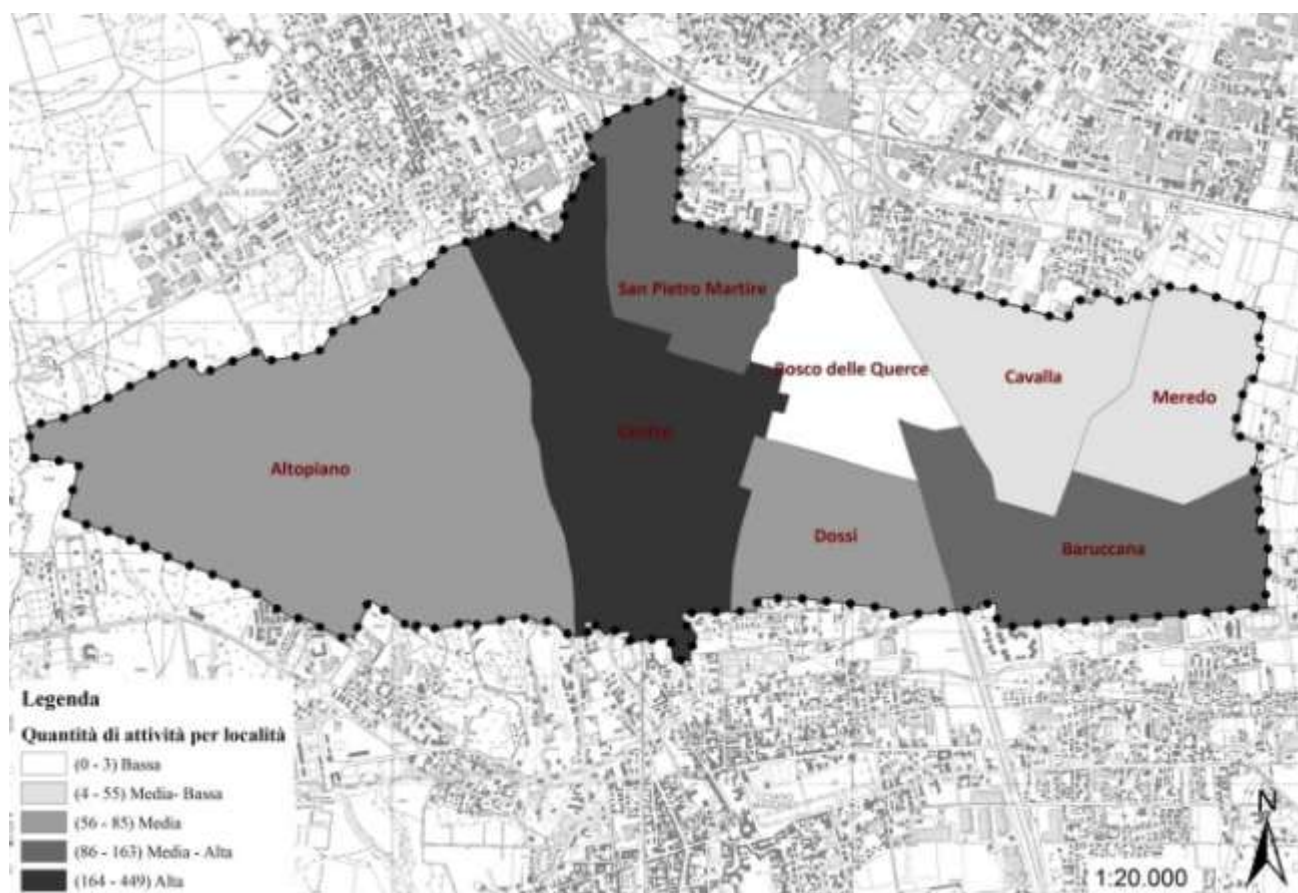 San Pietro Martire
Bosco delle Querce
Cavalla
Meredo
Centro
Altopiano
Dossi
Baruccana
Legenda
Quantità di attività per località
(0 - 3) Bassa
(4 - 55) Media- Bassa
(56 - 85) Media
(86 - 163) Media - Alta
(164 - 449) Alta
N
1:20.000